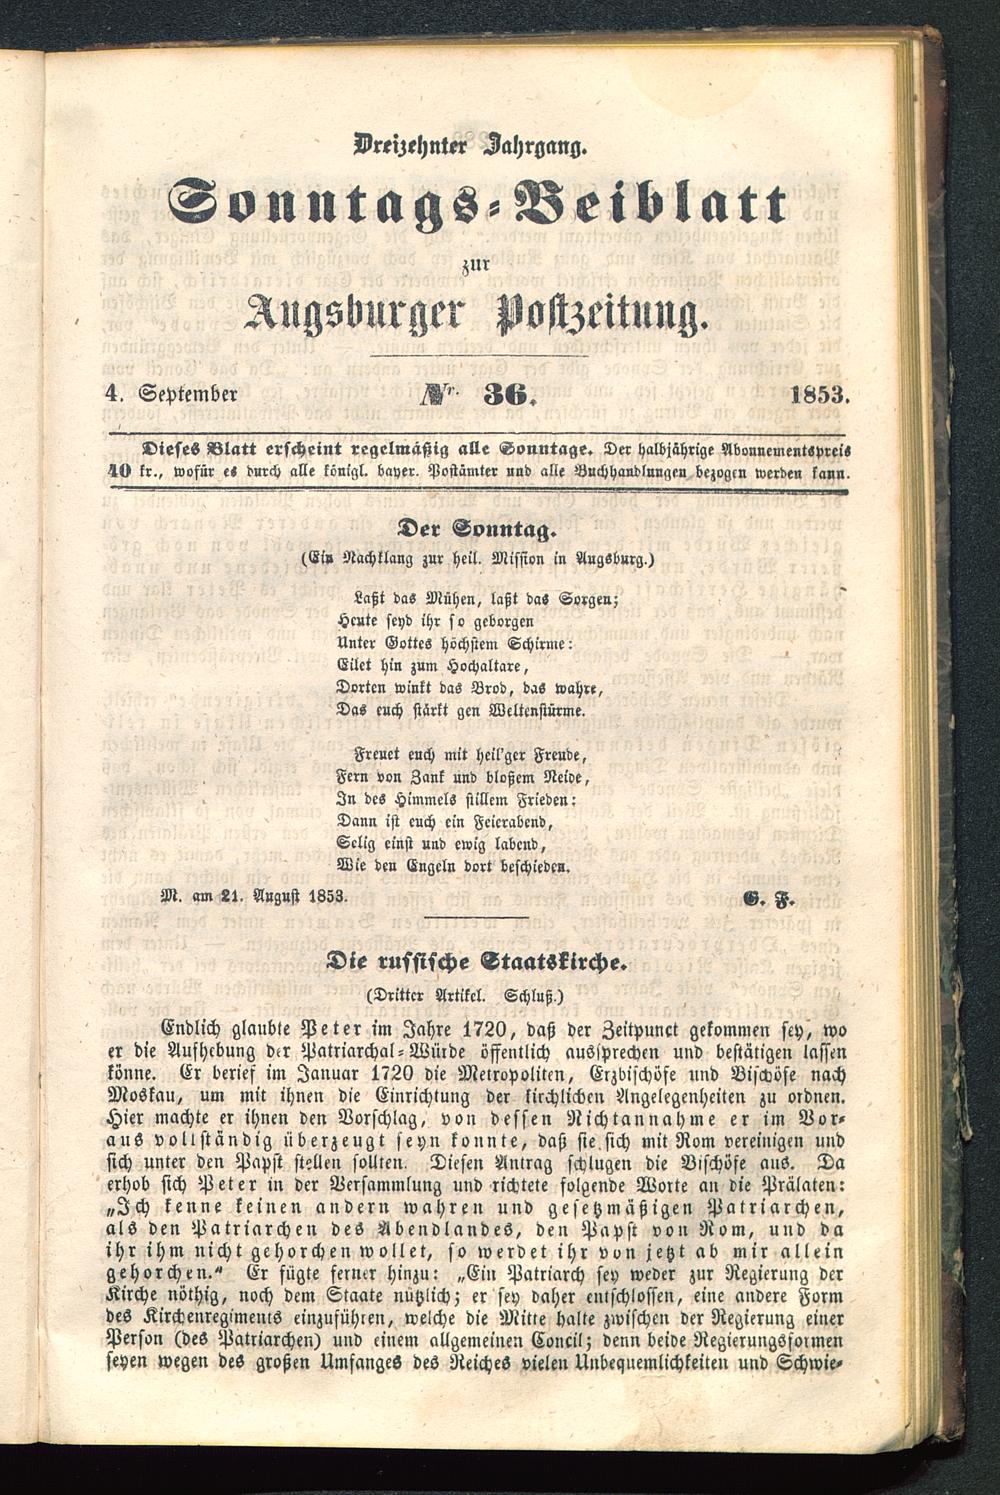 Dreizehnter Jahrgang.
Sonntags-Beiblatt
zur
Augsburger Postzeitung.
4. September Nr. 36. 1853.
Dieses Blatt erscheint regelmäßig alle Sonntage. Der halbjährige Abonnementspreis
40 kr., wofür es durch alle königl. bayer. Postämter und alle Buchhandlungen bezogen werden kann.
Der Sonntag.
(Ein Nachklang zur heil. Mission in Augsburg.)
Laßt das Mühen, laßt das Sorgen;
Heute seyd ihr so geborgen
Unter Gottes höchstem Schirme:
Eilet hin zum Hochaltare,
Dorten winkt das Brod, das wahre,
Das euch stärkt gen Weltenstürme.
Freuet euch mit heil'ger Freude,
Fern von Zank und bloßem Neide,
In des Himmels stillem Frieden:
Dann ist euch ein Feierabend,
Selig einst und ewig labend,
Wie den Engeln dort beschieden.
M. am 21. August 1853. G. F.
Die russische Staatskirche.
(Dritter Artikel. Schluß.)
Endlich glaubte Peter im Jahre 1720, daß der Zeitpunct gekommen sey, wo
er die Aufhebung der Patriarchal-Würde öffentlich aussprechen und bestätigen lassen
könne. Er berief im Januar 1720 die Metropoliten, Erzbischöfe und Bischöfe nach
Moskau, um mit ihnen die Einrichtung der kirchlichen Angelegenheiten zu ordnen.
Hier machte er ihnen den Vorschlag, von dessen Nichtannahme er im Vor-
aus vollständig überzeugt seyn konnte, daß sie sich mit Rom vereinigen und
sich unter den Papst stellen sollten. Diesen Antrag schlugen die Bischöfe aus. Da
erhob sich Peter in der Versammlung und richtete folgende Worte an die Prälaten:
„Ich kenne keinen andern wahren und gesetzmäßigen Patriarchen,
als den Patriarchen des Abendlandes, den Papst von Rom, und da
ihr ihm nicht gehorchen wollet, so werdet ihr von jetzt ab mir allein
gehorchen.“ Er fügte ferner hinzu: „Ein Patriarch sey weder zur Regierung der
Kirche nöthig, noch dem Staate nützlich; er sey daher entschlossen, eine andere Form
des Kirchenregiments einzuführen, welche die Mitte halte zwischen der Regierung einer
Person (des Patriarchen) und einem allgemeinen Concil; denn beide Regierungsformen
seyen wegen des großen Umfanges des Reiches vielen Unbequemlichkeiten und Schwie-